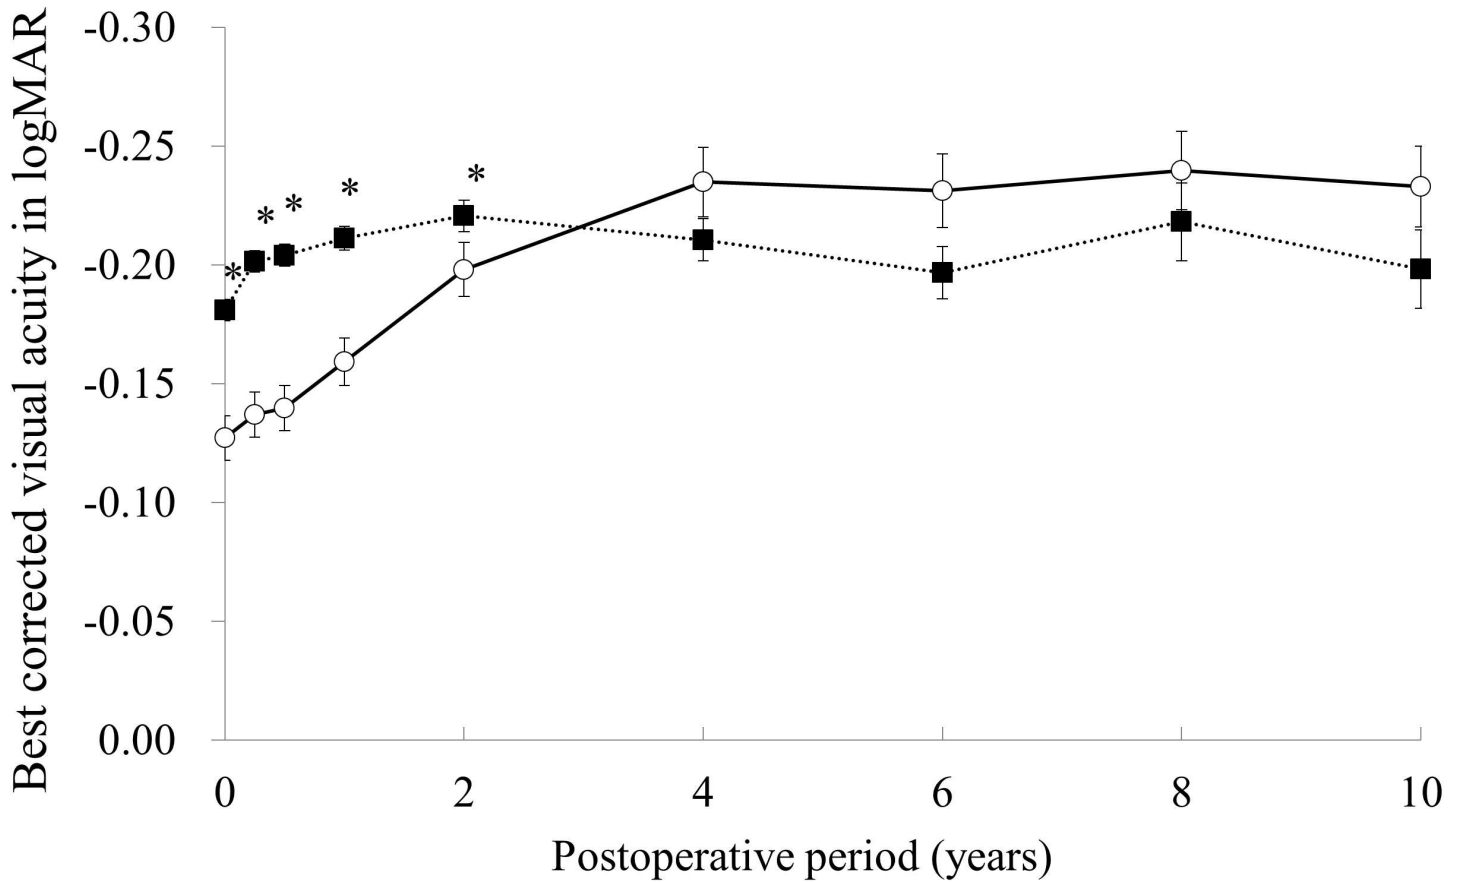 Best corrected visual acuity in logMAR
-0.30
-0.25
-0.20
-0.15
-0.10
-0.05
0.00
* * * * *
0 2 4 6 8 10
Postoperative period (years)